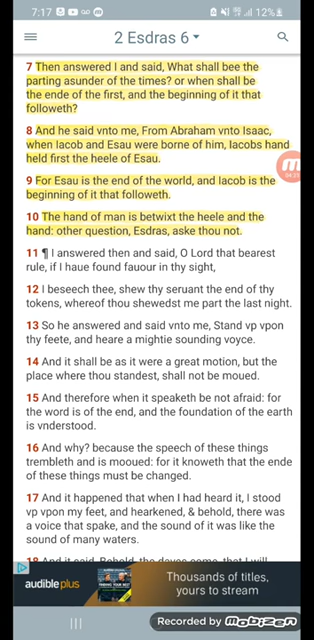 7:17
12%
2 Esdras 6
7 Then answered I and said, What shall bee the
parting asunder of the times? or when shall be
the ende of the first, and the beginning of it that
followeth?
8 And he said vnto me, From Abraham vnto Isaac,
when Iacob and Esau were borne of him, Iacobs hand
held first the heele of Esau.
9 For Esau is the end of the world, and Iacob is the
beginning of it that followeth.
10 The hand of man is betwixt the heele and the
hand: other question, Esdras, aske thou not.
11 ¶ I answered then and said, O Lord that bearest
rule, if I haue found fauour in thy sight,
12 I beseech thee, shew thy seruant the end of thy
tokens, whereof thou shewedst me part the last night.
13 So he answered and said vnto me, Stand vp vpon
thy feete, and heare a mightie sounding voyce.
14 And it shall be as it were a great motion, but the
place where thou standest, shall not be moued.
15 And therefore when it speaketh be not afraid: for
the word is of the end, and the foundation of the earth
is vnderstood.
16 And why? because the speech of these things
trembleth and is mooued: for it knoweth that the ende
of these things must be changed.
17 And it happened that when I had heard it, I stood
vp vpon my feet, and hearkened, & behold, there was
a voice that spake, and the sound of it was like the
sound of many waters.
18 And it said, Behold, the dayes come, that I will
audible plus
Thousands of titles,
yours to stream
Recorded by mobizen